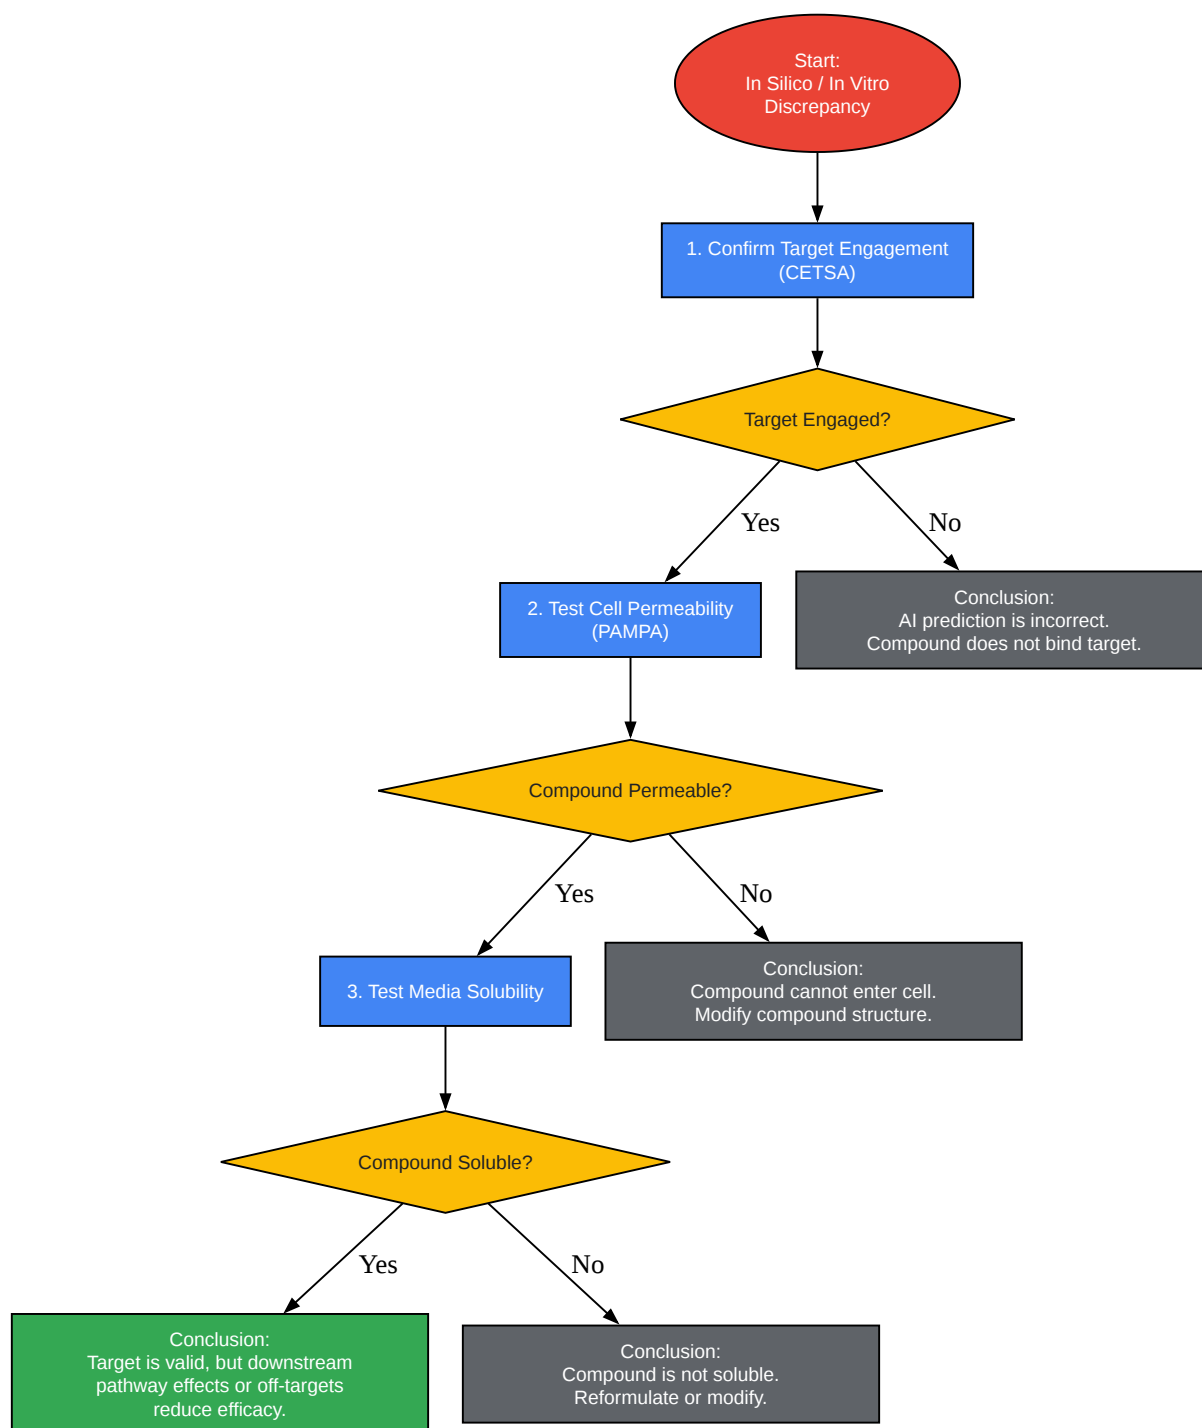 Start:
In Silico / In Vitro
Discrepancy
1. Confirm Target Engagement
(CETSA)
Target Engaged?
Yes
No
2. Test Cell Permeability
(PAMPA)
Conclusion:
AI prediction is incorrect.
Compound does not bind target.
Compound Permeable?
Yes
No
3. Test Media Solubility
Conclusion:
Compound cannot enter cell.
Modify compound structure.
Compound Soluble?
Yes
No
Conclusion:
Target is valid, but downstream
pathway effects or off-targets
reduce efficacy.
Conclusion:
Compound is not soluble.
Reformulate or modify.